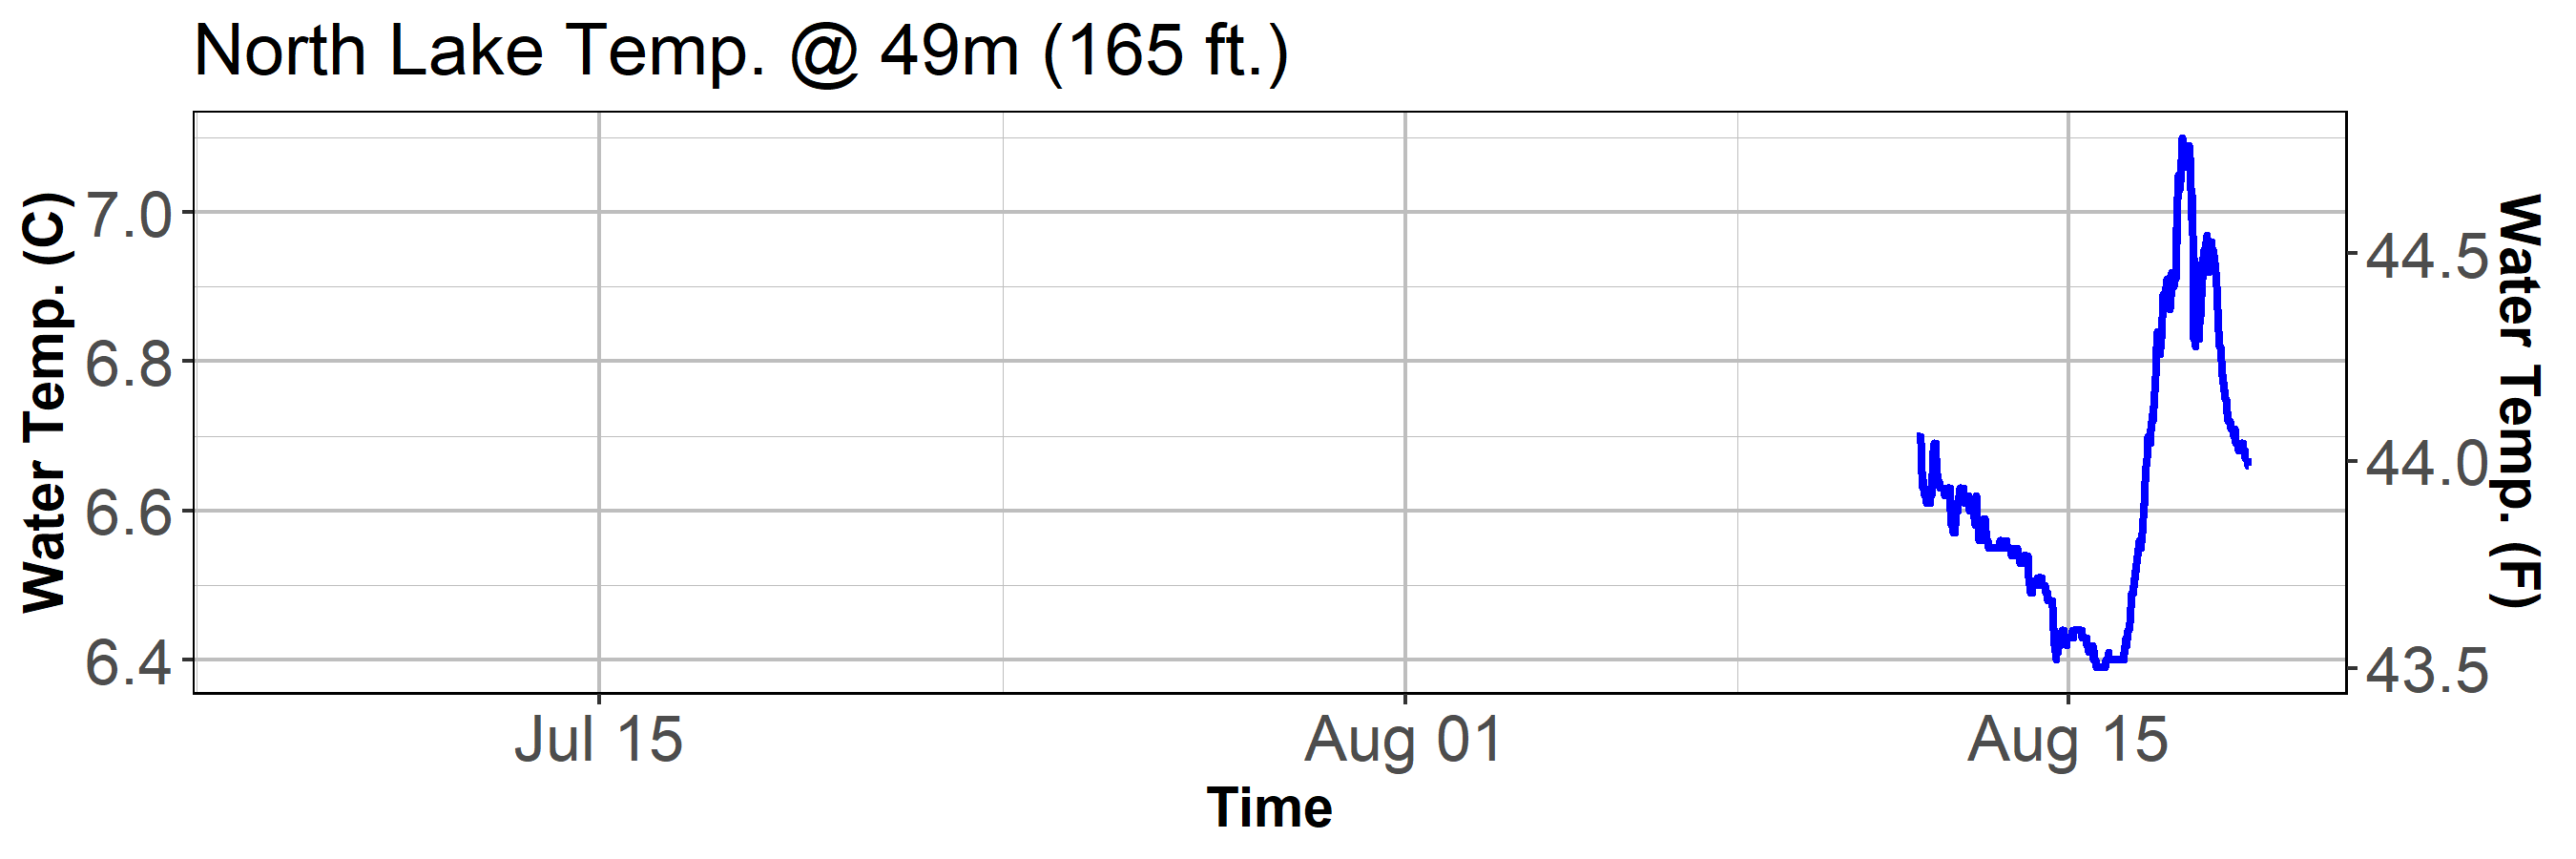 North Lake Temp. @ 49m (165 ft.)
Water Temp. (C)
7.0
6.8
6.6
6.4
44.5
44.0
43.5
Water Temp. (F)
Jul 15
Aug 01
Aug 15
Time